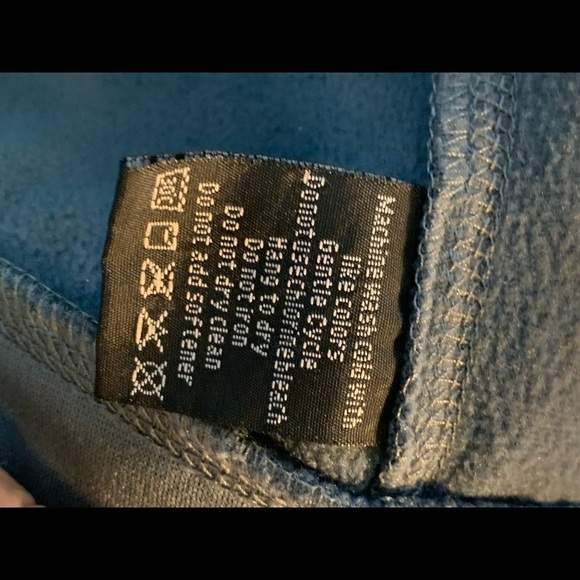 Machine wash cold with
like colors
Gentre Cycle
Do not use chlorine bleach
Hang to dry
Do not iron
Do not dry clean
Do not add softener